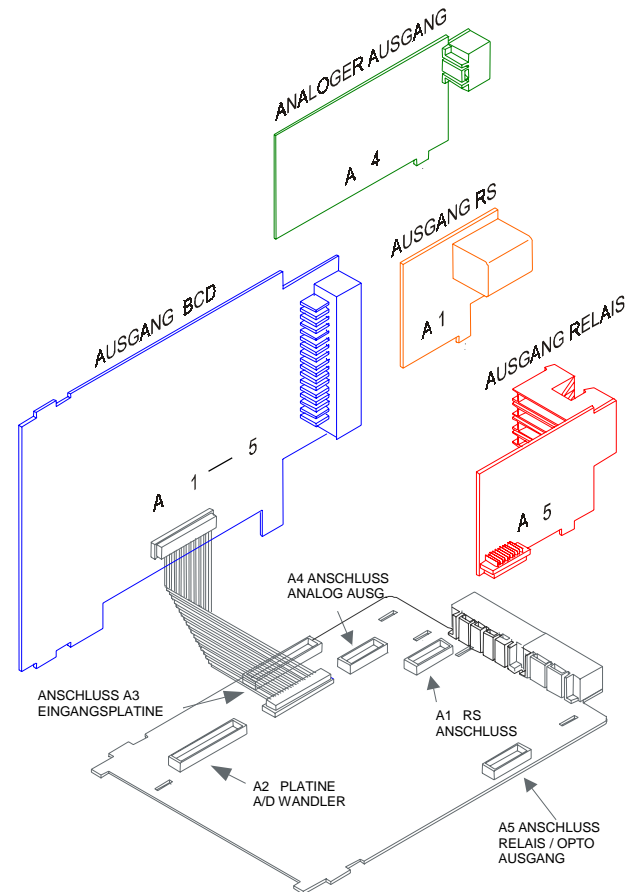 ANALOGER AUSGANG
A 4
AUSGANG RS
A 1
AUSGANG BCD
A 1 — 5
AUSGANG RELAIS
A 5
A4 ANSCHLUSS
ANALOG AUSG.
ANSCHLUSS A3
EINGANGSPLATINE
A1 RS
ANSCHLUSS
A2 PLATINE
A/D WANDLER
A5 ANSCHLUSS
RELAIS / OPTO
AUSGANG